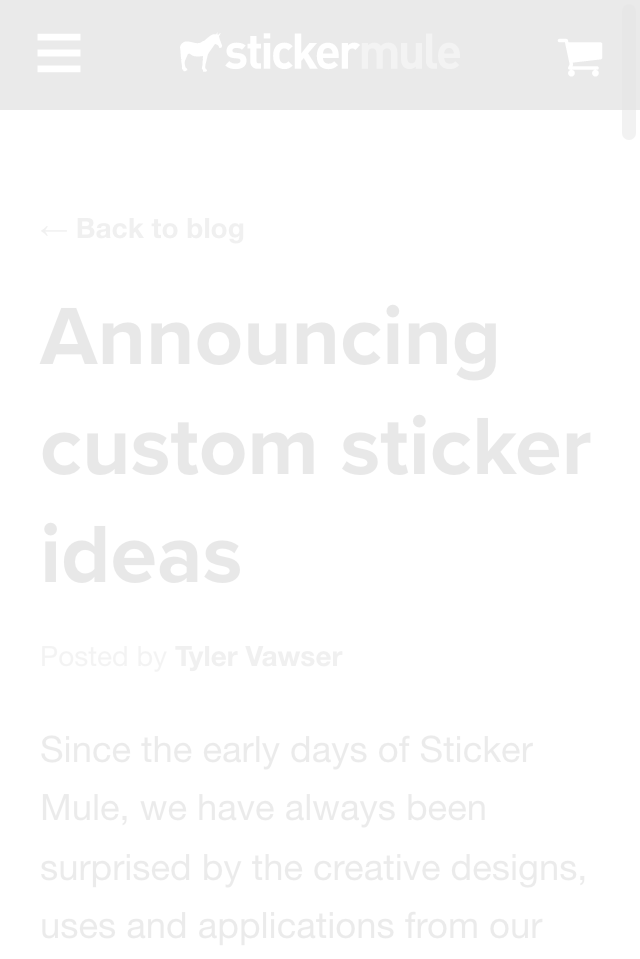 stickermule
← Back to blog
Announcing
custom sticker
ideas
Posted by Tyler Vawser
Since the early days of Sticker
Mule, we have always been
surprised by the creative designs,
uses and applications from our